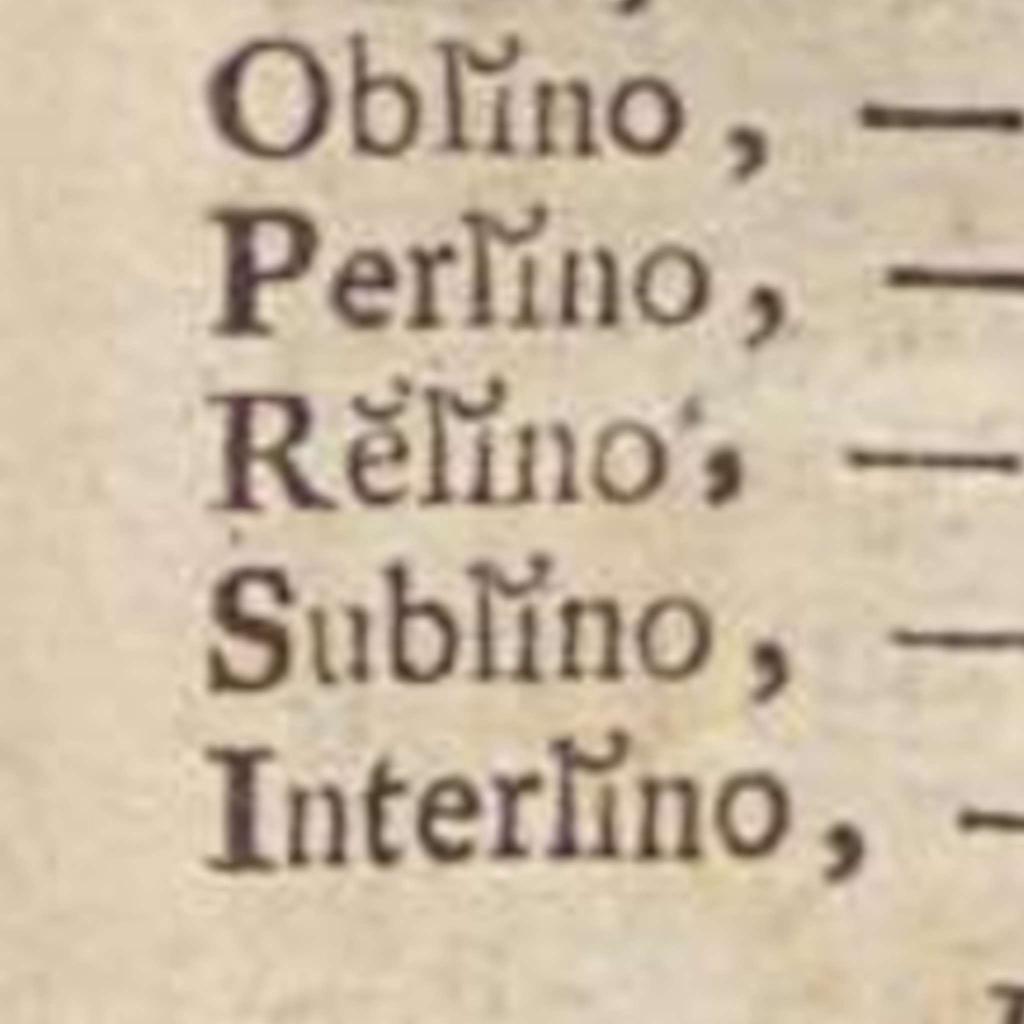 Oblĭno, —
Perlĭno, —
Rĕlĭno, —
Sublĭno, —
Interlĭno, —